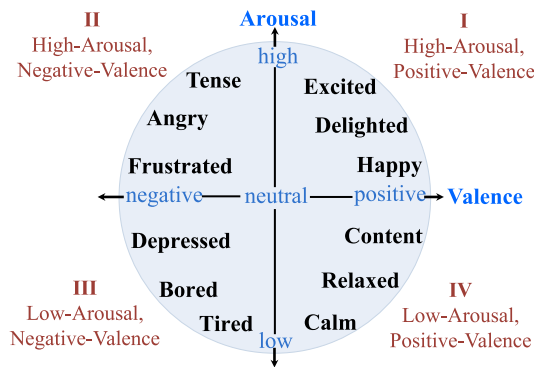 II
High-Arousal,
Negative-Valence
Arousal
high
I
High-Arousal,
Positive-Valence
Tense
Excited
Angry
Delighted
Frustrated
Happy
negative
neutral
positive
Valence
Depressed
Content
Bored
Relaxed
Tired
low
Calm
III
Low-Arousal,
Negative-Valence
IV
Low-Arousal,
Positive-Valence